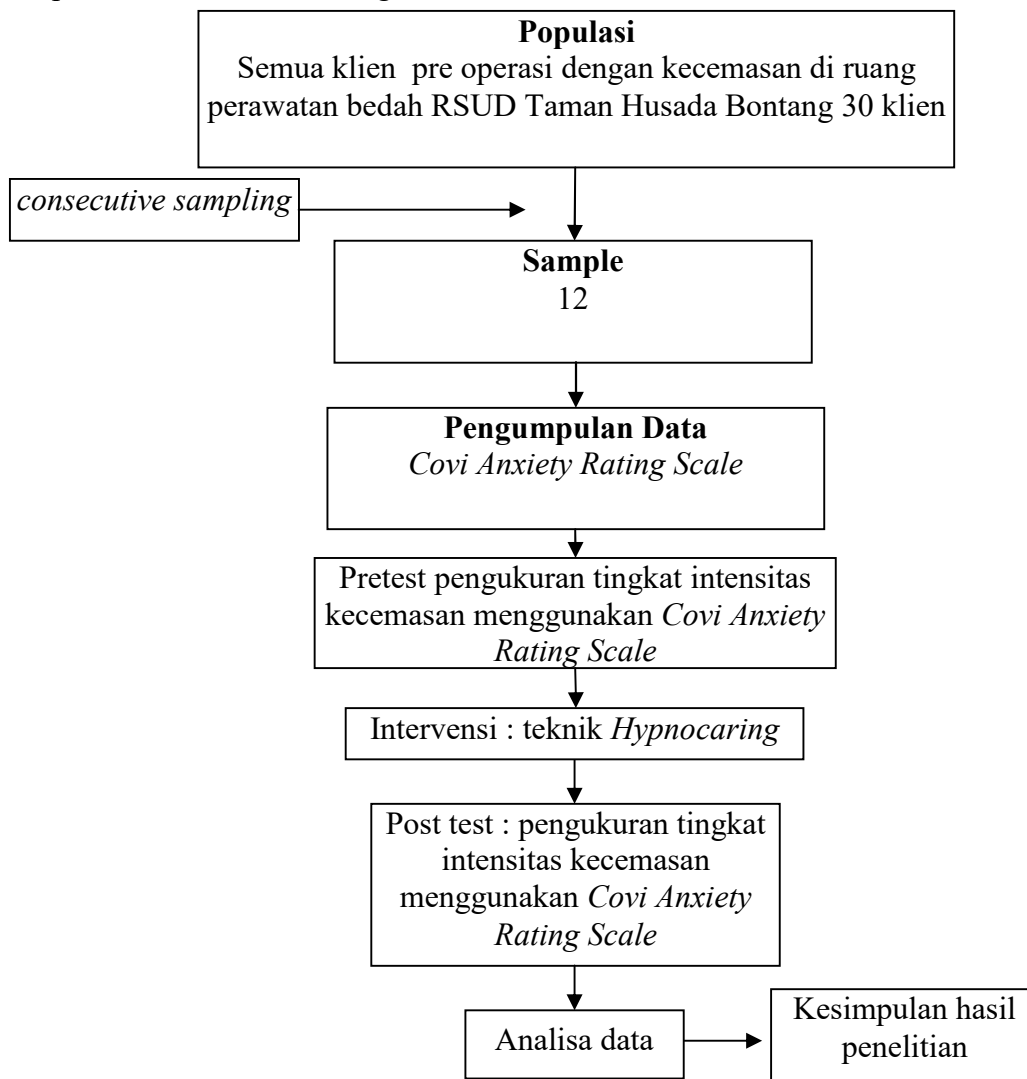 Populasi
Semua klien pre operasi dengan kecemasan di ruang
perawatan bedah RSUD Taman Husada Bontang 30 klien
consecutive sampling
Sample
12
Pengumpulan Data
Covi Anxiety Rating Scale
Pretest pengukuran tingkat intensitas
kecemasan menggunakan Covi Anxiety
Rating Scale
Intervensi : teknik Hypnocaring
Post test : pengukuran tingkat
intensitas kecemasan
menggunakan Covi Anxiety
Rating Scale
Analisa data
Kesimpulan hasil
penelitian